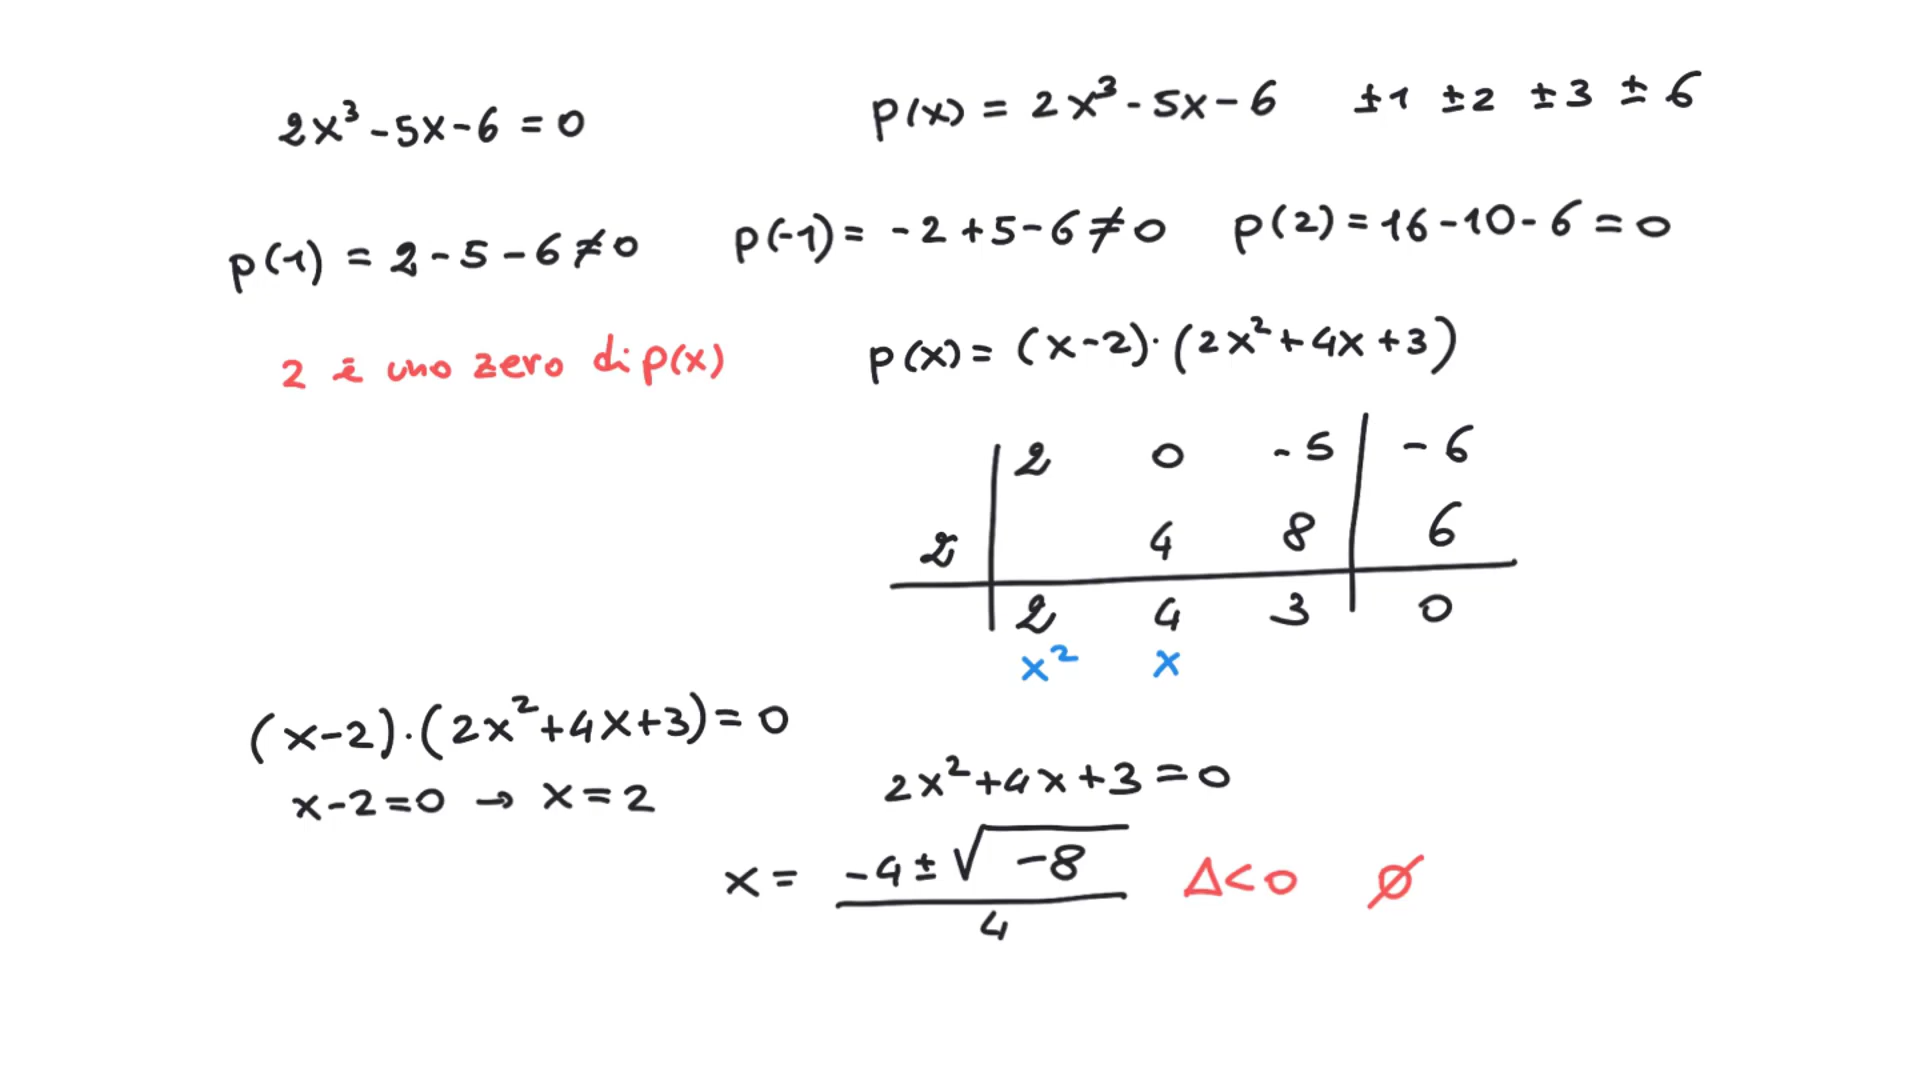 2x³-5x-6=0
p(x) = 2x³-5x-6 ±1 ±2 ±3 ±6
p(1) = 2-5-6≠0
p(-1)= -2+5-6≠0
p(2)=16-10-6=0
2 è uno zero di p(x)
p(x)= (x-2)·(2x²+4x+3)
2 0 -5 -6
2 4 8 6
2 4 3 0
x² x
(x-2)·(2x²+4x+3)=0
x-2=0 → x=2
2x²+4x+3=0
x= (-4±√-8)/4 Δ<0 ∅